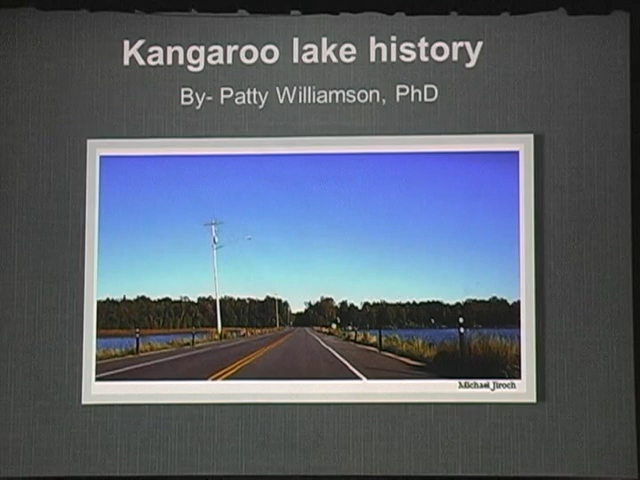 Kangaroo lake history
By- Patty Williamson, PhD
Michael Jiroch